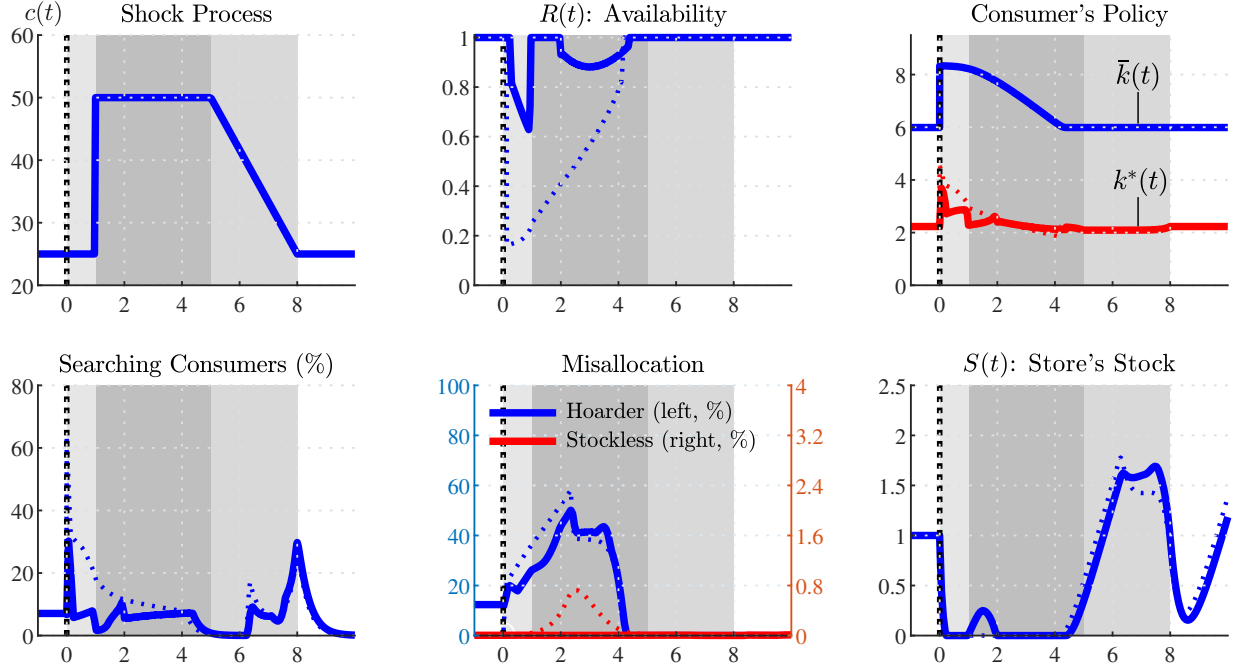 c(t) Shock Process
60
50
40
30
20
0 2 4 6 8
R(t): Availability
1
0.8
0.6
0.4
0.2
0
0 2 4 6 8
Consumer's Policy
8
6
4
2
0
k̄(t)
k*(t)
0 2 4 6 8
Searching Consumers (%)
80
60
40
20
0
0 2 4 6 8
Misallocation
100
80
60
40
20
0
Hoarder (left, %)
Stockless (right, %)
4
3.2
2.4
1.6
0.8
0
0 2 4 6 8
S(t): Store's Stock
2.5
2
1.5
1
0.5
0
0 2 4 6 8